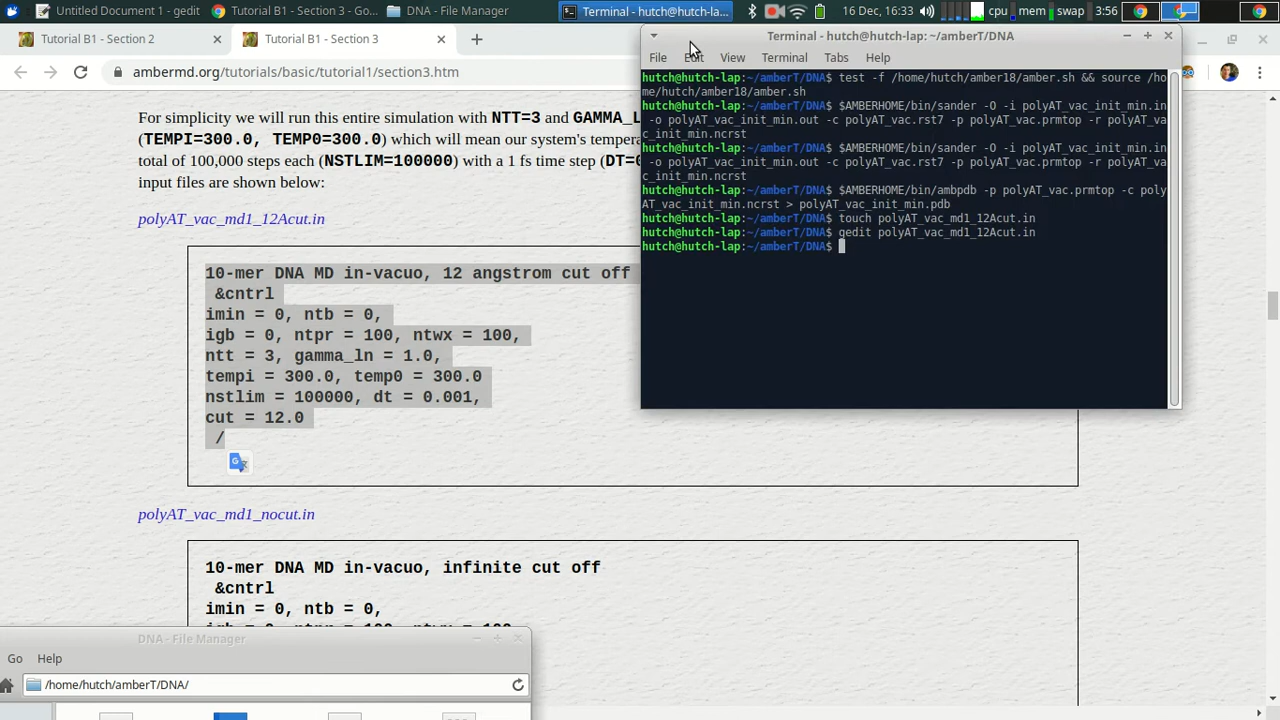 Untitled Document 1 - gedit
Tutorial B1 - Section 3 - Go...
DNA - File Manager
Terminal - hutch@hutch-la...
16 Dec, 16:33
cpu
mem
swap
3:56
Tutorial B1 - Section 2
Tutorial B1 - Section 3
ambermd.org/tutorials/basic/tutorial1/section3.htm
For simplicity we will run this entire simulation with NTT=3 and GAMMA_L
(TEMPI=300.0, TEMP0=300.0) which will mean our system's temperat
total of 100,000 steps each (NSTLIM=100000) with a 1 fs time step (DT=0
input files are shown below:
polyAT_vac_md1_12Acut.in
10-mer DNA MD in-vacuo, 12 angstrom cut off
&cntrl
imin = 0, ntb = 0,
igb = 0, ntpr = 100, ntwx = 100,
ntt = 3, gamma_ln = 1.0,
tempi = 300.0, temp0 = 300.0
nstlim = 100000, dt = 0.001,
cut = 12.0
/
polyAT_vac_md1_nocut.in
10-mer DNA MD in-vacuo, infinite cut off
&cntrl
imin = 0, ntb = 0,
Terminal - hutch@hutch-lap: ~/amberT/DNA
File Edit View Terminal Tabs Help
hutch@hutch-lap:~/amberT/DNA$ test -f /home/hutch/amber18/amber.sh && source /ho
me/hutch/amber18/amber.sh
hutch@hutch-lap:~/amberT/DNA$ $AMBERHOME/bin/sander -O -i polyAT_vac_init_min.in
-o polyAT_vac_init_min.out -c polyAT_vac.rst7 -p polyAT_vac.prmtop -r polyAT_va
c_init_min.ncrst
hutch@hutch-lap:~/amberT/DNA$ $AMBERHOME/bin/sander -O -i polyAT_vac_init_min.in
-o polyAT_vac_init_min.out -c polyAT_vac.rst7 -p polyAT_vac.prmtop -r polyAT_va
c_init_min.ncrst
hutch@hutch-lap:~/amberT/DNA$ $AMBERHOME/bin/ambpdb -p polyAT_vac.prmtop -c poly
AT_vac_init_min.ncrst > polyAT_vac_init_min.pdb
hutch@hutch-lap:~/amberT/DNA$ touch polyAT_vac_md1_12Acut.in
hutch@hutch-lap:~/amberT/DNA$ gedit polyAT_vac_md1_12Acut.in
hutch@hutch-lap:~/amberT/DNA$
DNA - File Manager
Go Help
/home/hutch/amberT/DNA/